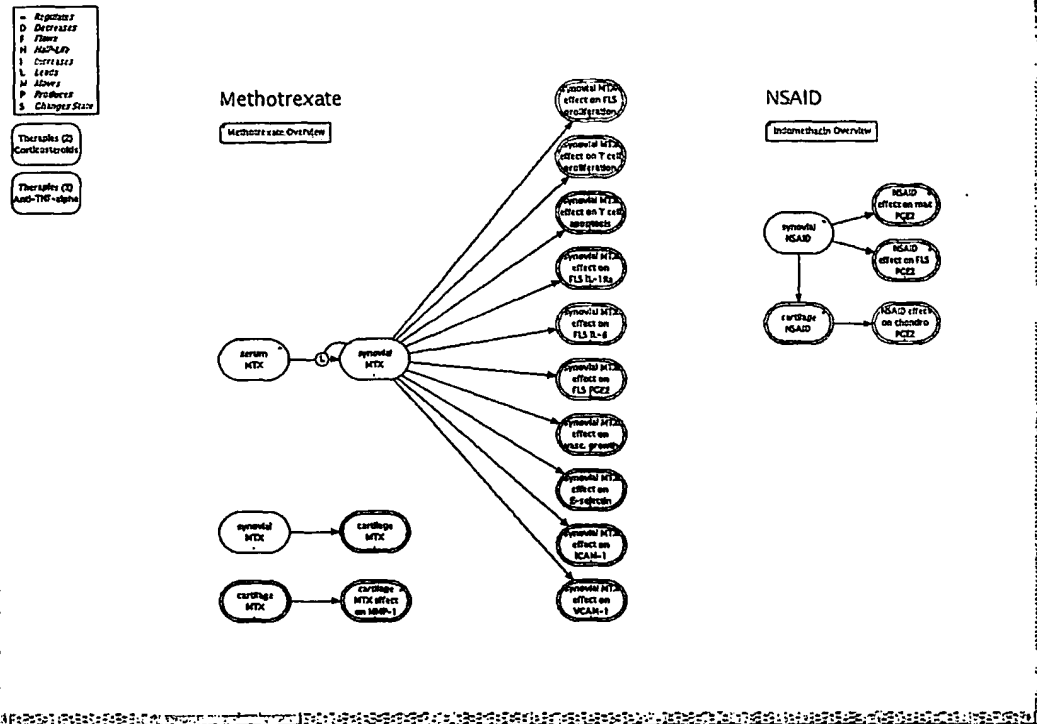 = Regulates
D Decreases
F Flows
H Half-Life
I Increases
L Leads
M Moves
P Produces
S Changes State
Therapies (2)
Corticosteroids
Therapies (3)
Anti-TNF-alpha
Methotrexate
Methotrexate Overview
serum
MTX
L
synovial
MTX
synovial MTX
effect on FLS
proliferation
synovial MTX
effect on T cell
proliferation
synovial MTX
effect on T cell
apoptosis
synovial MTX
effect on
FLS IL-1Ra
synovial MTX
effect on
FLS IL-6
synovial MTX
effect on
FLS PGE2
synovial MTX
effect on
vasc. growth
synovial MTX
effect on
E-selectin
synovial MTX
effect on
ICAM-1
synovial MTX
effect on
VCAM-1
synovial
MTX
cartilage
MTX
cartilage
MTX
cartilage
MTX effect
on MMP-1
NSAID
Indomethacin Overview
synovial
NSAID
NSAID
effect on mac
PGE2
NSAID
effect on FLS
PGE2
cartilage
NSAID
NSAID effect
on chondro
PGE2